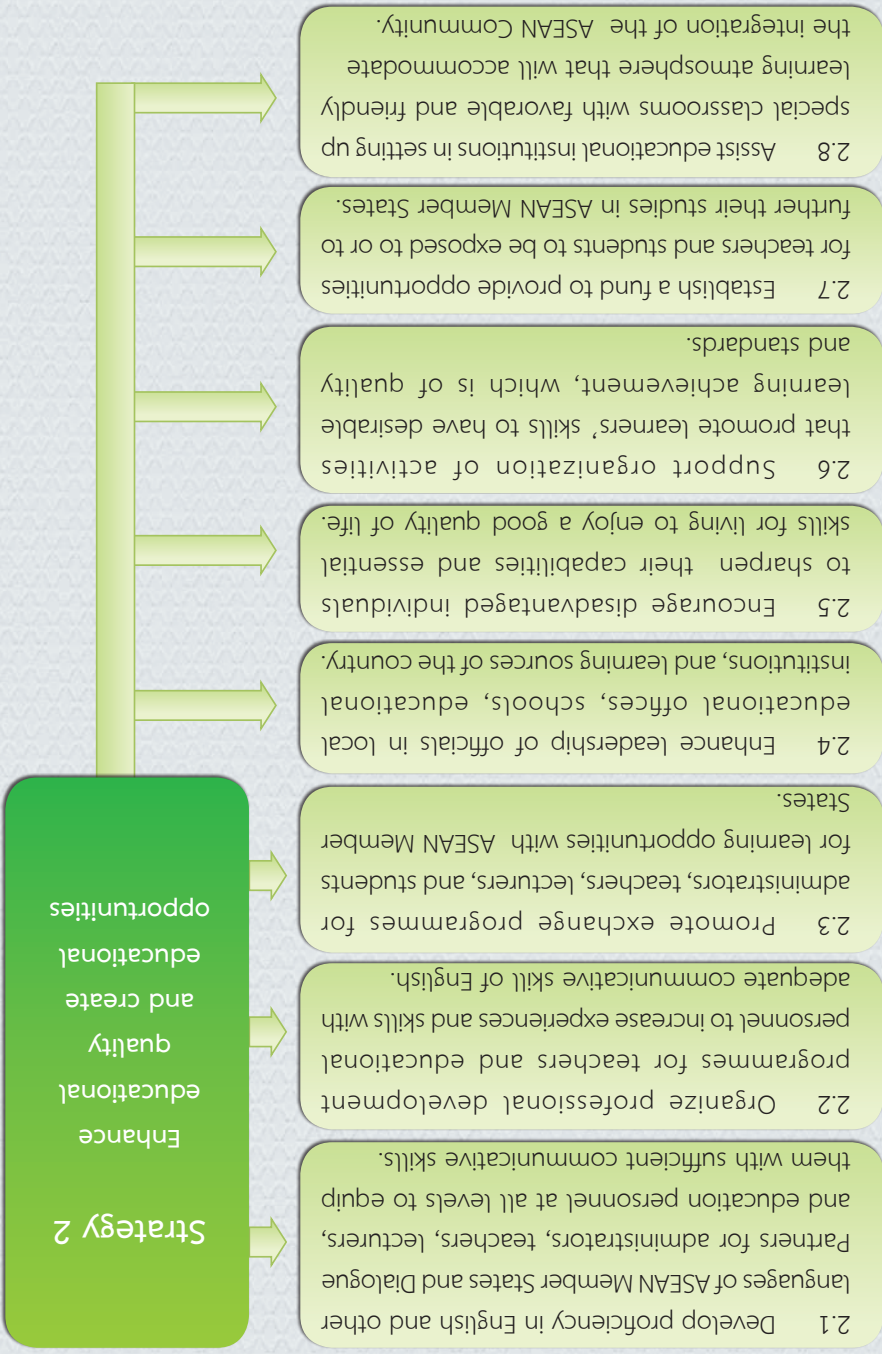 Strategy 2
Enhance
educational
quality
and create
educational
opportunities
2.1 Develop proficiency in English and other
languages of ASEAN Member States and Dialogue
Partners for administrators, teachers, lecturers,
and education personnel at all levels to equip
them with sufficient communicative skills.
2.2 Organize professional development
programmes for teachers and educational
personnel to increase experiences and skills with
adequate communicative skill of English.
2.3 Promote exchange programmes for
administrators, teachers, lecturers, and students
for learning opportunities with ASEAN Member
States.
2.4 Enhance leadership of officials in local
educational offices, schools, educational
institutions, and learning sources of the country.
2.5 Encourage disadvantaged individuals
to sharpen their capabilities and essential
skills for living to enjoy a good quality of life.
2.6 Support organization of activities
that promote learners' skills to have desirable
learning achievement, which is of quality
and standards.
2.7 Establish a fund to provide opportunities
for teachers and students to be exposed to or to
further their studies in ASEAN Member States.
2.8 Assist educational institutions in setting up
special classrooms with favorable and friendly
learning atmosphere that will accommodate
the integration of the ASEAN Community.